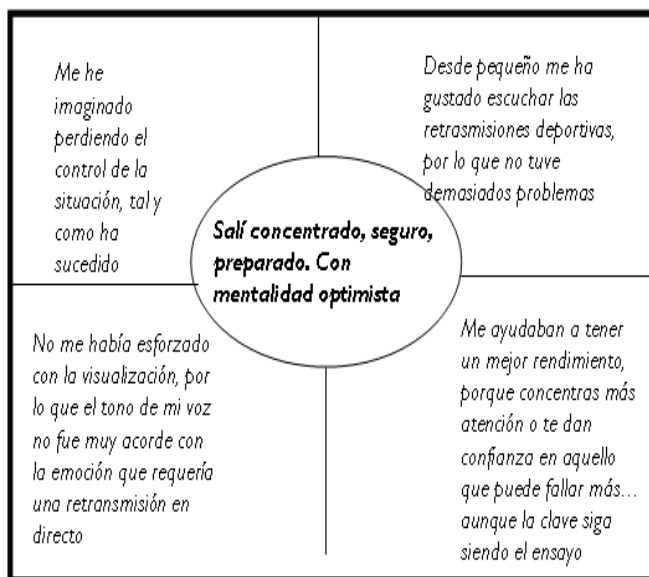 Me he
imaginado
perdiendo el
control de la
situación, tal y
como ha
sucedido
Desde pequeño me ha
gustado escuchar las
retrasmisiones deportivas,
por lo que no tuve
demasiados problemas
Salí concentrado, seguro,
preparado. Con
mentalidad optimista
No me había esforzado
con la visualización, por
lo que el tono de mi voz
no fue muy acorde con
la emoción que requería
una retransmisión en
directo
Me ayudaban a tener
un mejor rendimiento,
porque concentras más
atención o te dan
confianza en aquello
que puede fallar más...
aunque la clave siga
siendo el ensayo